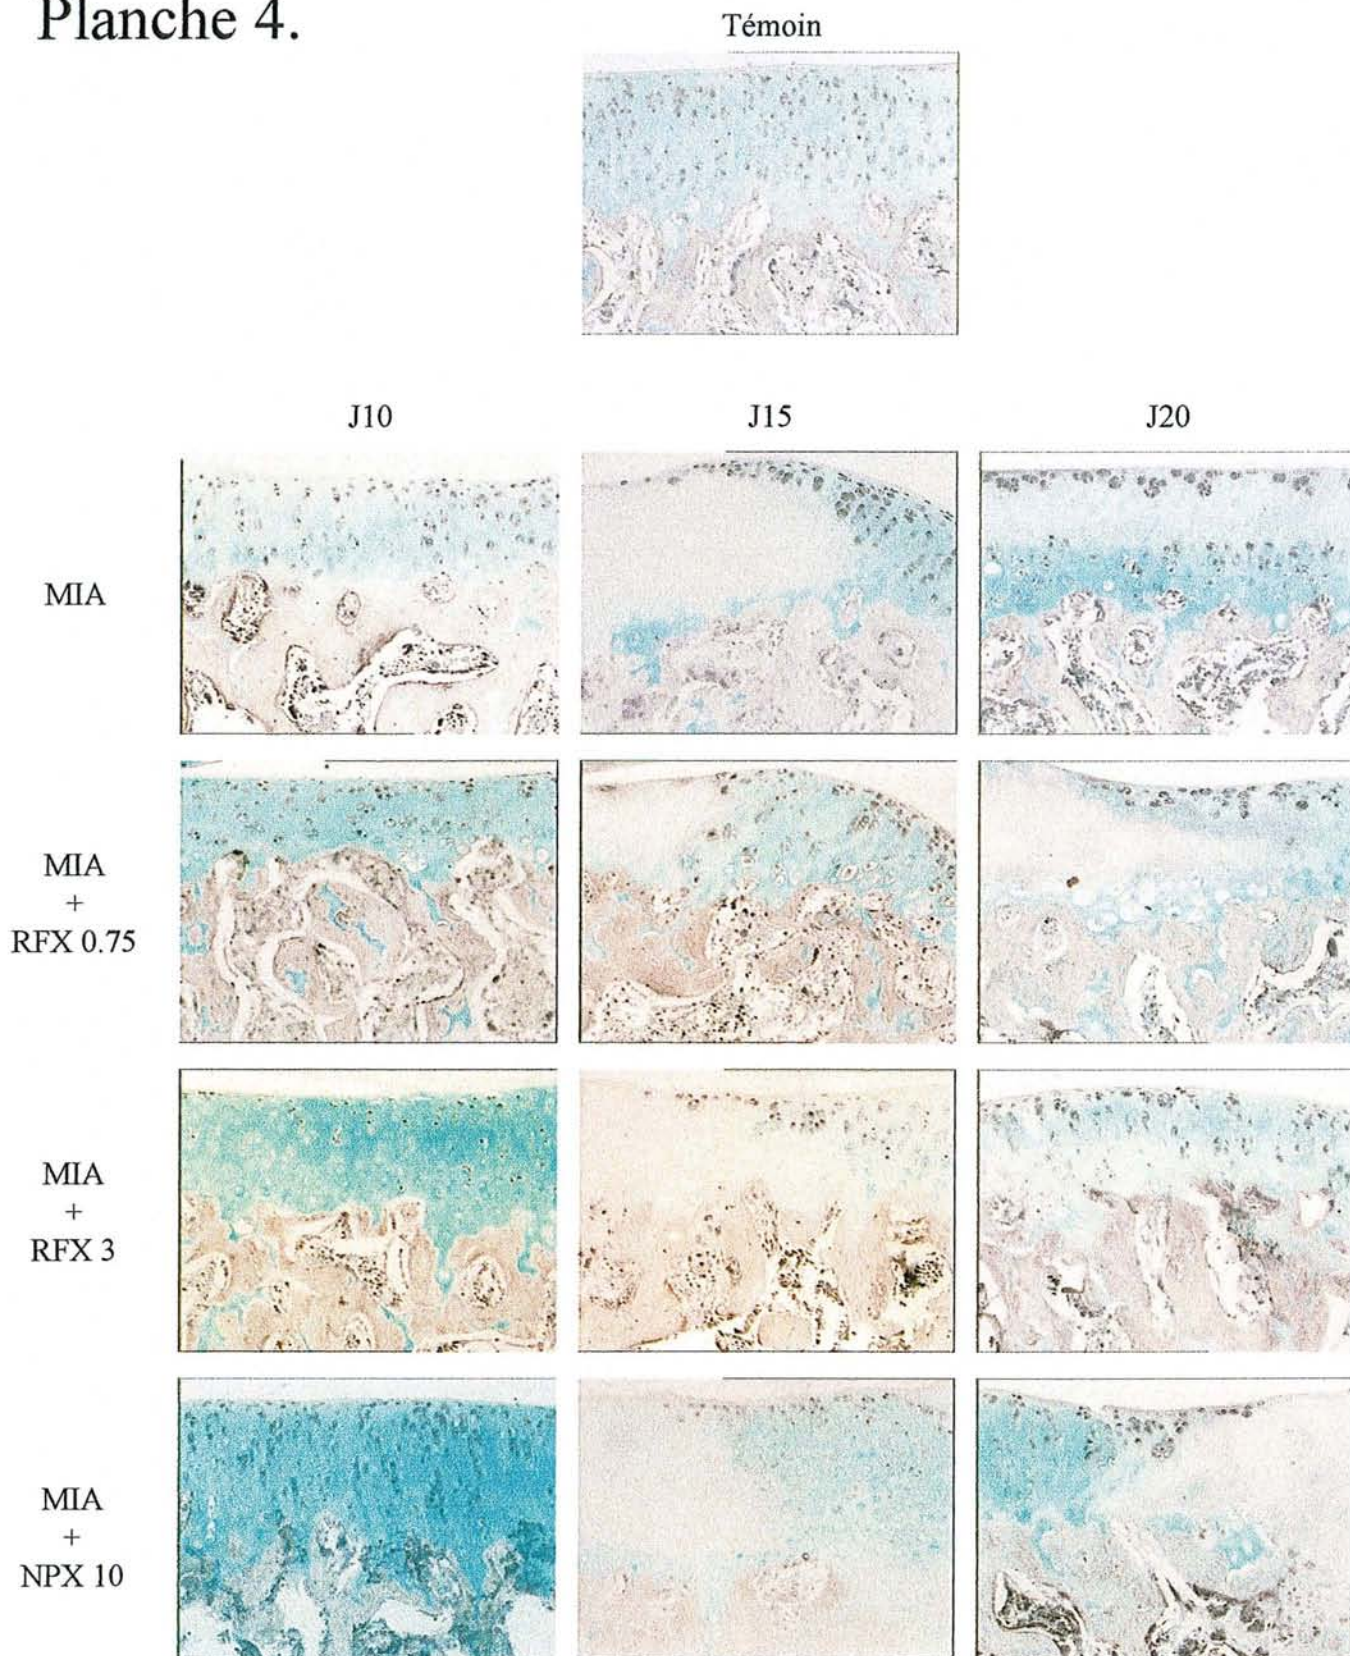 Planche 4.
Témoin
J10
J15
J20
MIA
MIA
+
RFX 0.75
MIA
+
RFX 3
MIA
+
NPX 10